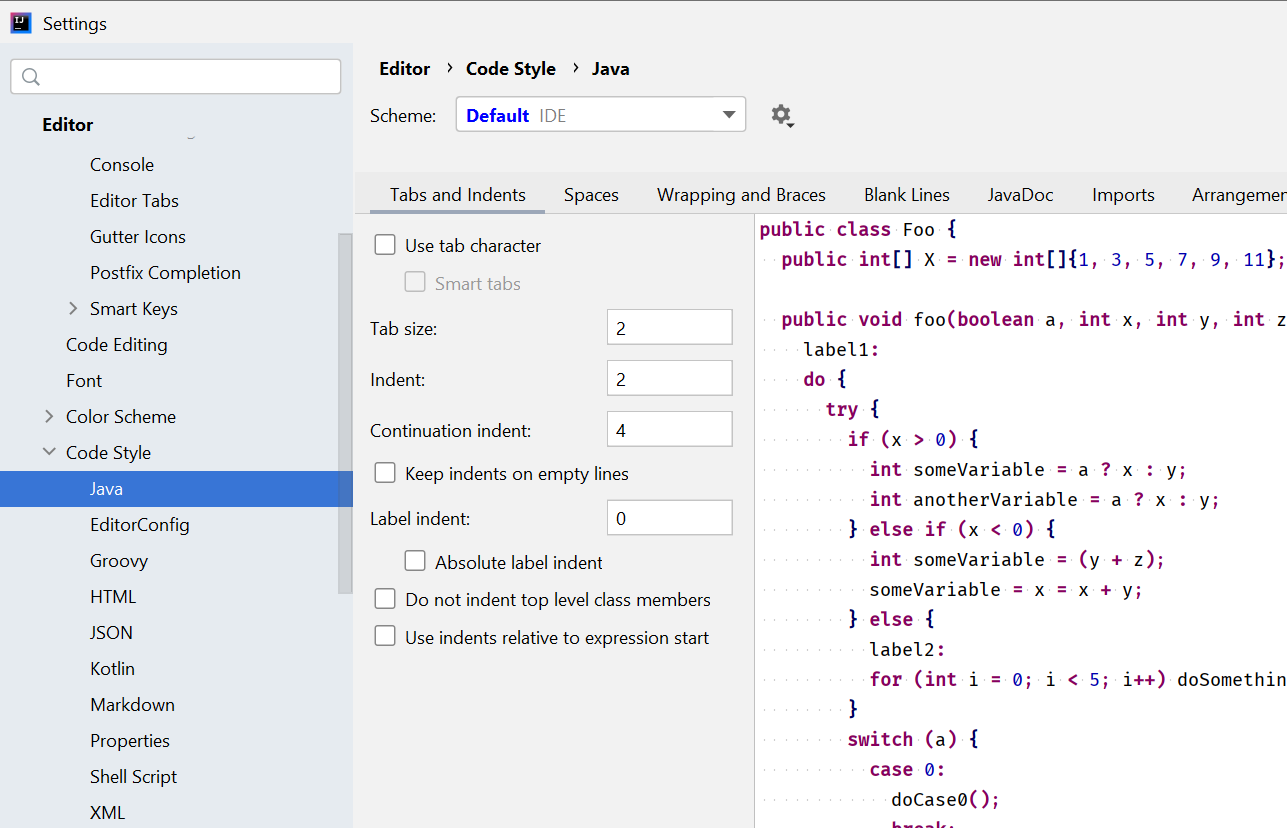 IJ
Settings
Editor
Console
Editor Tabs
Gutter Icons
Postfix Completion
Smart Keys
Code Editing
Font
Color Scheme
Code Style
Java
EditorConfig
Groovy
HTML
JSON
Kotlin
Markdown
Properties
Shell Script
XML
Editor › Code Style › Java
Scheme: Default IDE
Tabs and Indents Spaces Wrapping and Braces Blank Lines JavaDoc Imports Arrangemen
Use tab character
Smart tabs
Tab size: 2
Indent: 2
Continuation indent: 4
Keep indents on empty lines
Label indent: 0
Absolute label indent
Do not indent top level class members
Use indents relative to expression start
public class Foo {
public int[] X = new int[]{1, 3, 5, 7, 9, 11};
public void foo(boolean a, int x, int y, int z
label1:
do {
try {
if (x > 0) {
int someVariable = a ? x : y;
int anotherVariable = a ? x : y;
} else if (x < 0) {
int someVariable = (y + z);
someVariable = x = x + y;
} else {
label2:
for (int i = 0; i < 5; i++) doSomethin
}
switch (a) {
case 0:
doCase0();
break;